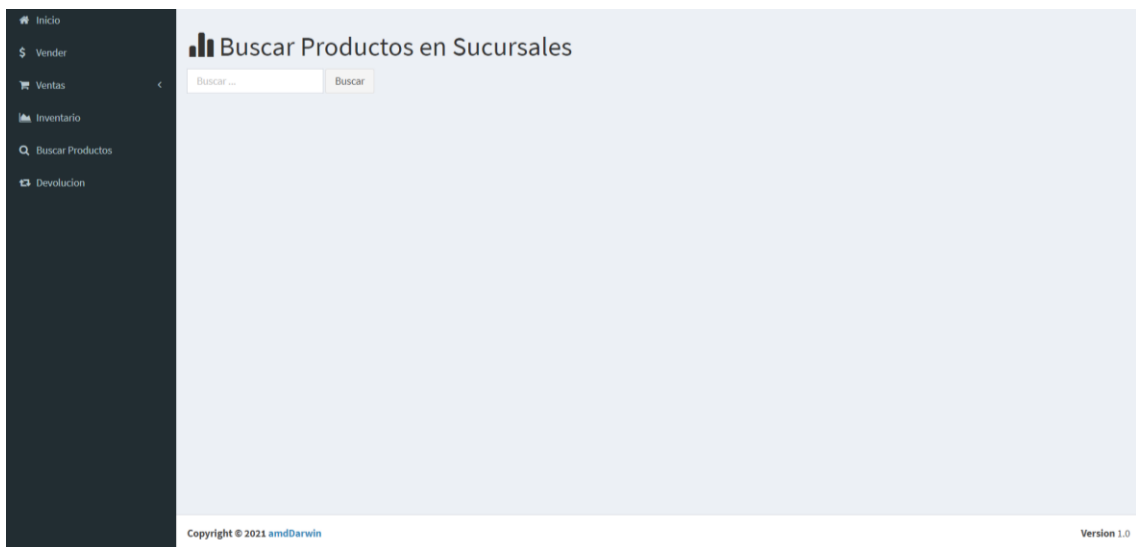 Inicio
Vender
Ventas
Inventario
Buscar Productos
Devolucion
Buscar Productos en Sucursales
Buscar ... Buscar
Copyright © 2021 amdDarwin Version 1.0